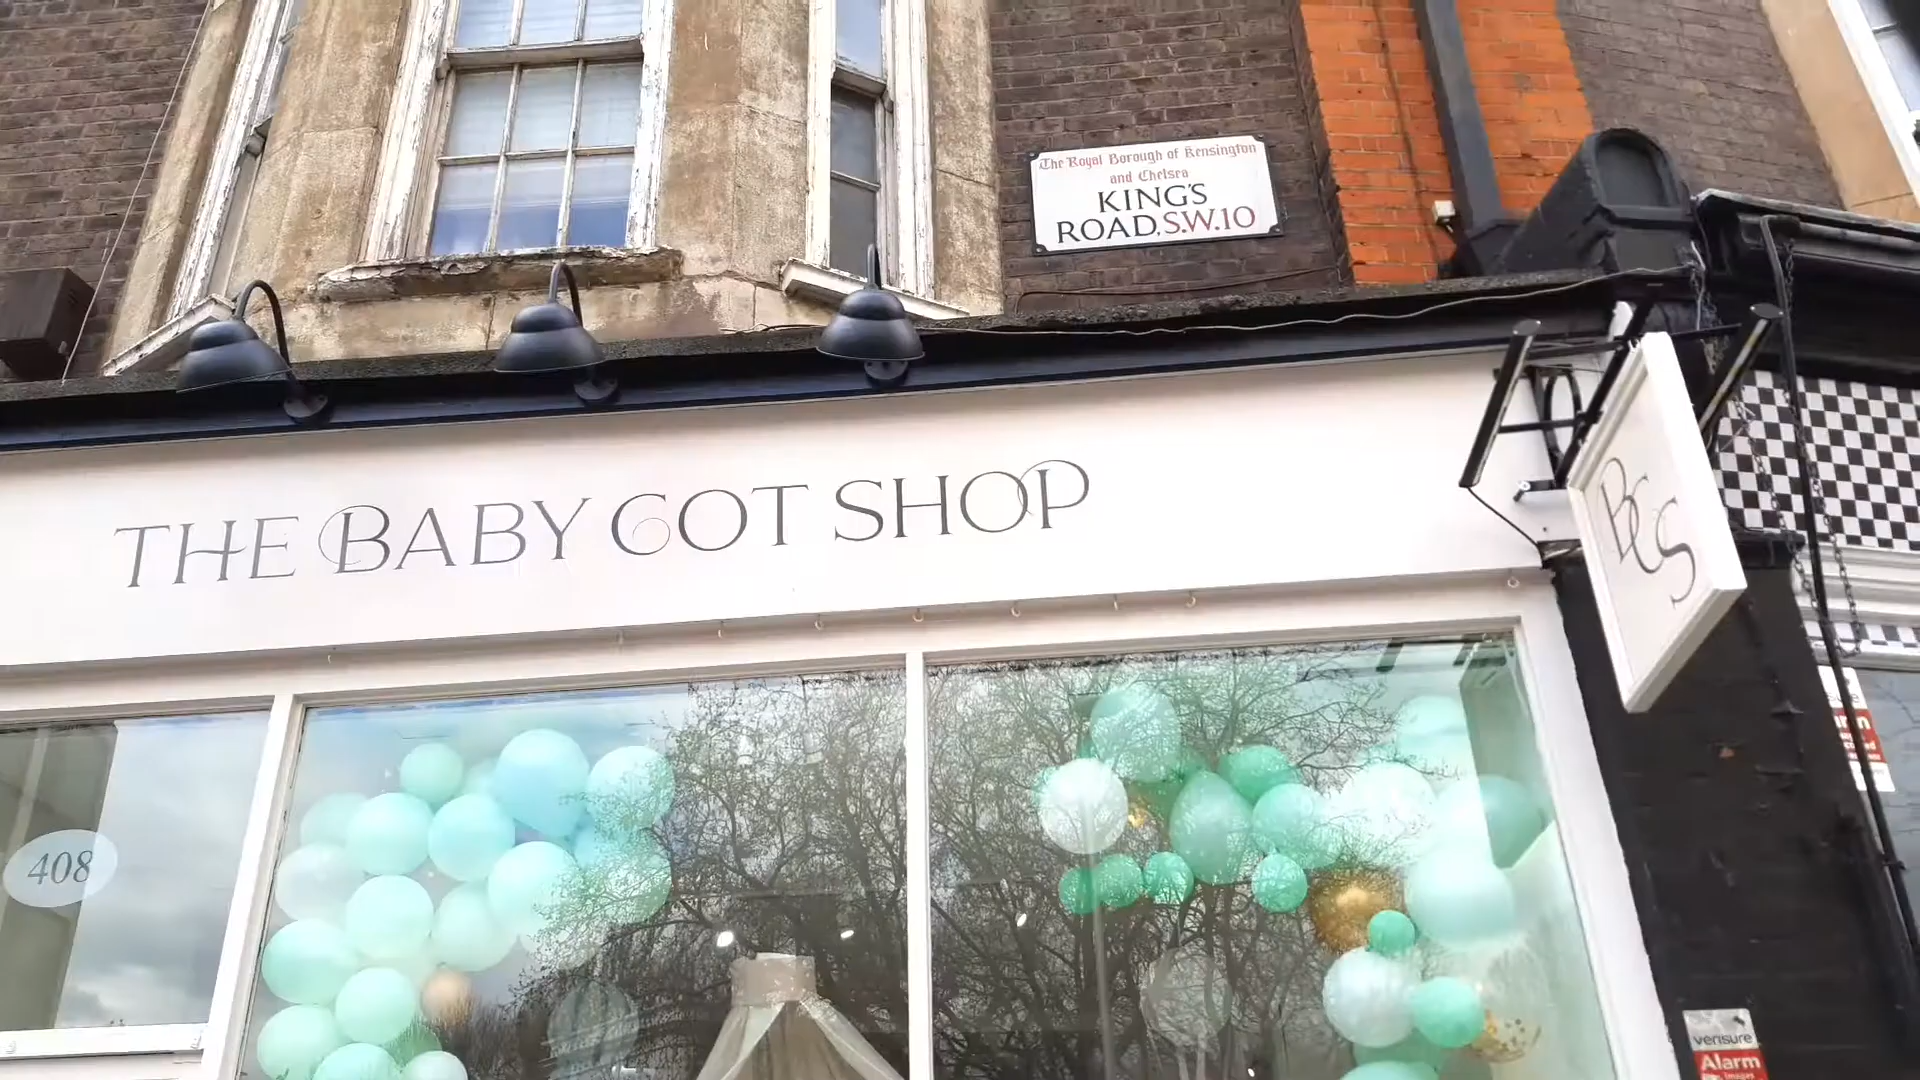 The Royal Borough of Kensington
and Chelsea
KING'S
ROAD, S.W.10
THE BABY COT SHOP
BCS
408
verisure
Alarm